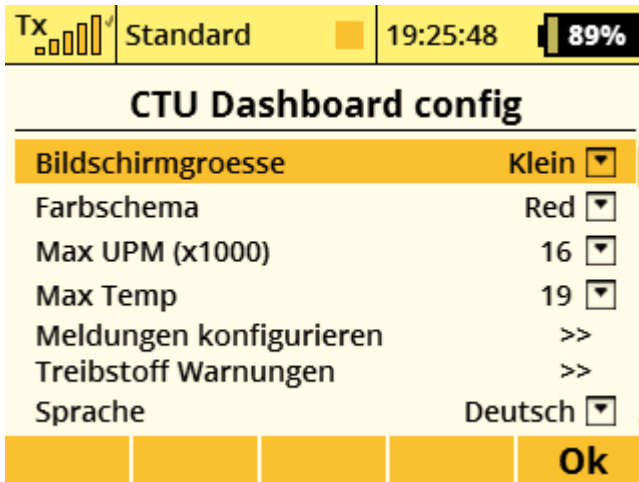 Tx Standard 19:25:48 89%
CTU Dashboard config
Bildschirmgroesse Klein
Farbschema Red
Max UPM (x1000) 16
Max Temp 19
Meldungen konfigurieren >>
Treibstoff Warnungen >>
Sprache Deutsch
Ok